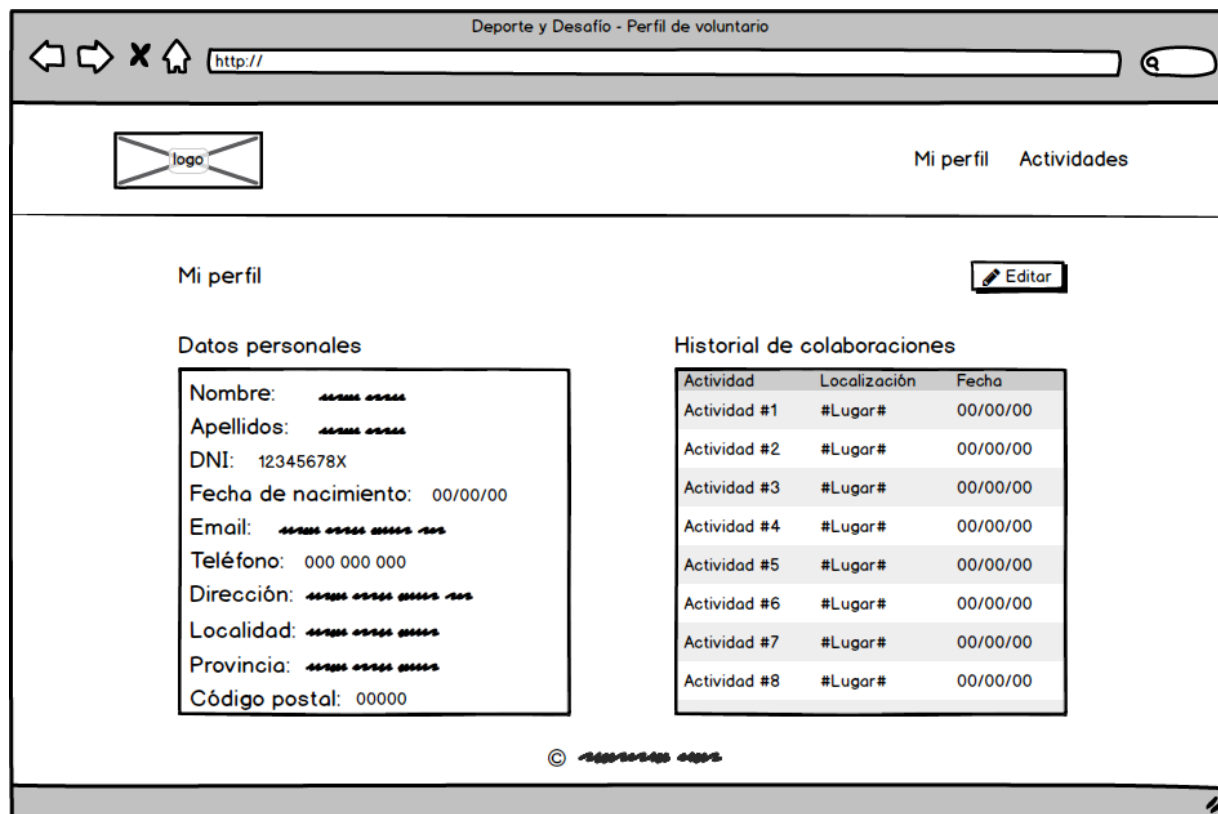 Deporte y Desafío - Perfil de voluntario
http://
logo
Mi perfil Actividades
Mi perfil
Editar
Datos personales
Nombre:
Apellidos:
DNI: 12345678X
Fecha de nacimiento: 00/00/00
Email:
Teléfono: 000 000 000
Dirección:
Localidad:
Provincia:
Código postal: 00000
Historial de colaboraciones
Actividad Localización Fecha
Actividad #1 #Lugar# 00/00/00
Actividad #2 #Lugar# 00/00/00
Actividad #3 #Lugar# 00/00/00
Actividad #4 #Lugar# 00/00/00
Actividad #5 #Lugar# 00/00/00
Actividad #6 #Lugar# 00/00/00
Actividad #7 #Lugar# 00/00/00
Actividad #8 #Lugar# 00/00/00
©